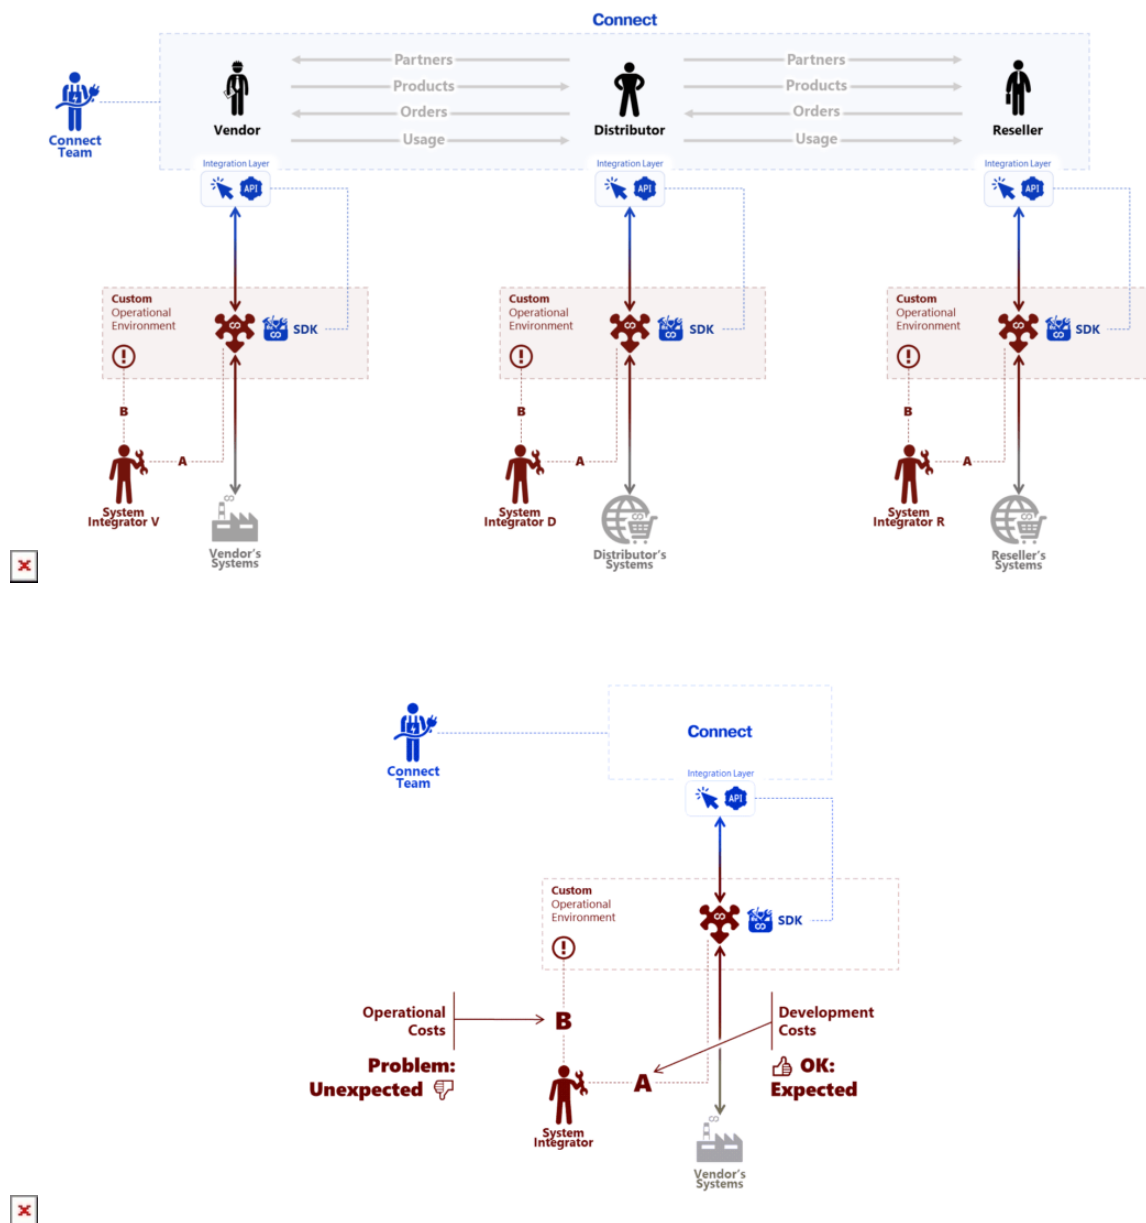 Connect
Partners
Partners
Products
Products
Orders
Orders
Usage
Usage
Vendor
Distributor
Reseller
Connect
Team
Integration Layer
Integration Layer
Integration Layer
API
API
API
Custom
Operational
Environment
SDK
Custom
Operational
Environment
SDK
Custom
Operational
Environment
SDK
B
A
B
A
B
A
System
Integrator V
Vendor's
Systems
System
Integrator D
Distributor's
Systems
System
Integrator R
Reseller's
Systems
Connect
Connect
Team
Integration Layer
API
Custom
Operational
Environment
SDK
Operational
Costs
B
Development
Costs
Problem:
Unexpected
A
OK:
Expected
System
Integrator
Vendor's
Systems